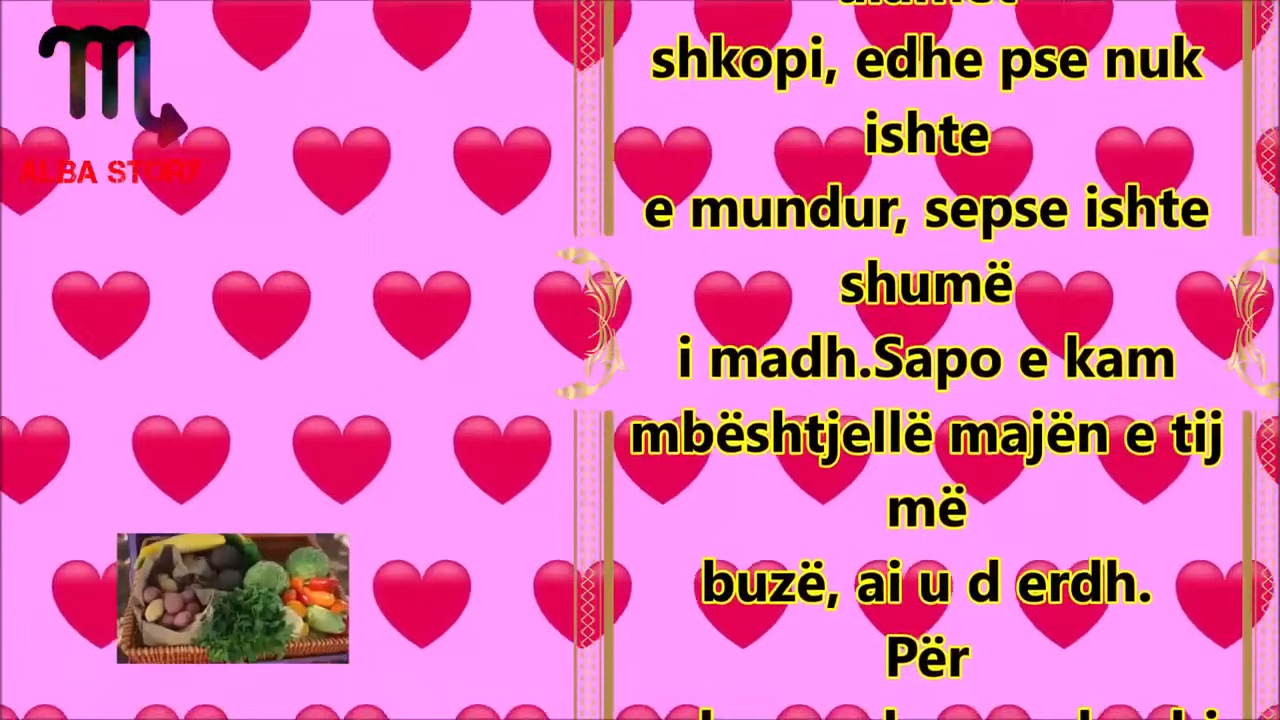 ALBA STORY
shkopi, edhe pse nuk
ishte
e mundur, sepse ishte
shumë
i madh.Sapo e kam
mbështjellë majën e tij
më
buzë, ai u d erdh.
Për